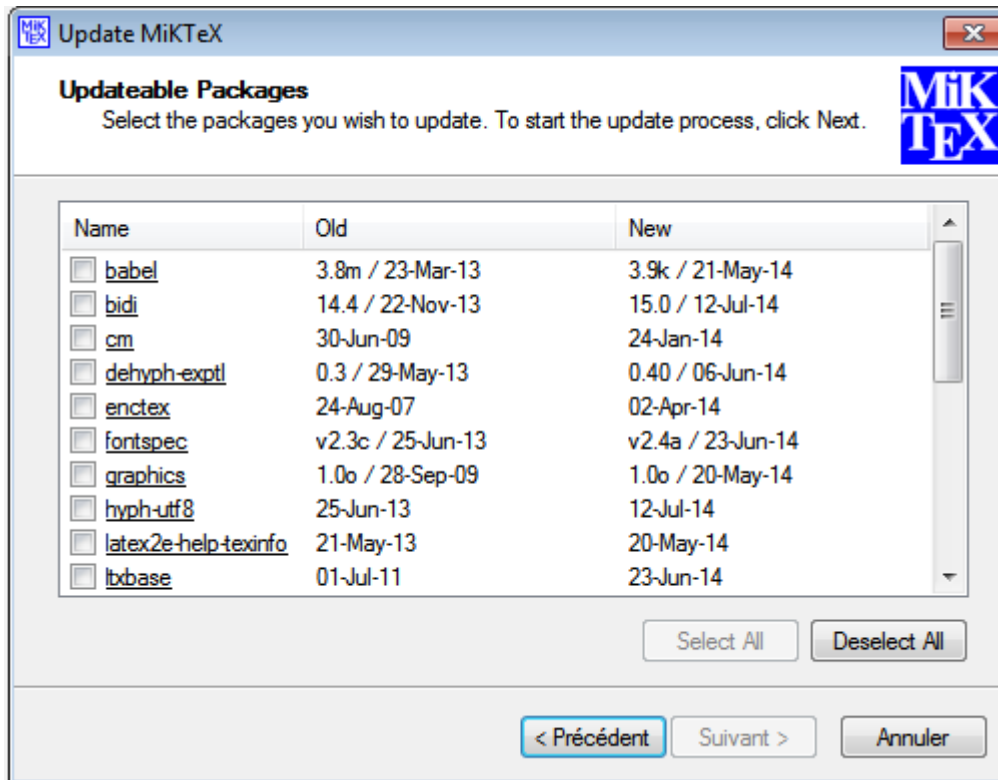 MiK TEX Update MiKTeX
Updateable Packages
Select the packages you wish to update. To start the update process, click Next.
MiK
TEX
Name Old New
babel 3.8m / 23-Mar-13 3.9k / 21-May-14
bidi 14.4 / 22-Nov-13 15.0 / 12-Jul-14
cm 30-Jun-09 24-Jan-14
dehyph-exptl 0.3 / 29-May-13 0.40 / 06-Jun-14
enctex 24-Aug-07 02-Apr-14
fontspec v2.3c / 25-Jun-13 v2.4a / 23-Jun-14
graphics 1.0o / 28-Sep-09 1.0o / 20-May-14
hyph-utf8 25-Jun-13 12-Jul-14
latex2e-help-texinfo 21-May-13 20-May-14
ltxbase 01-Jul-11 23-Jun-14
Select All Deselect All
< Précédent Suivant > Annuler